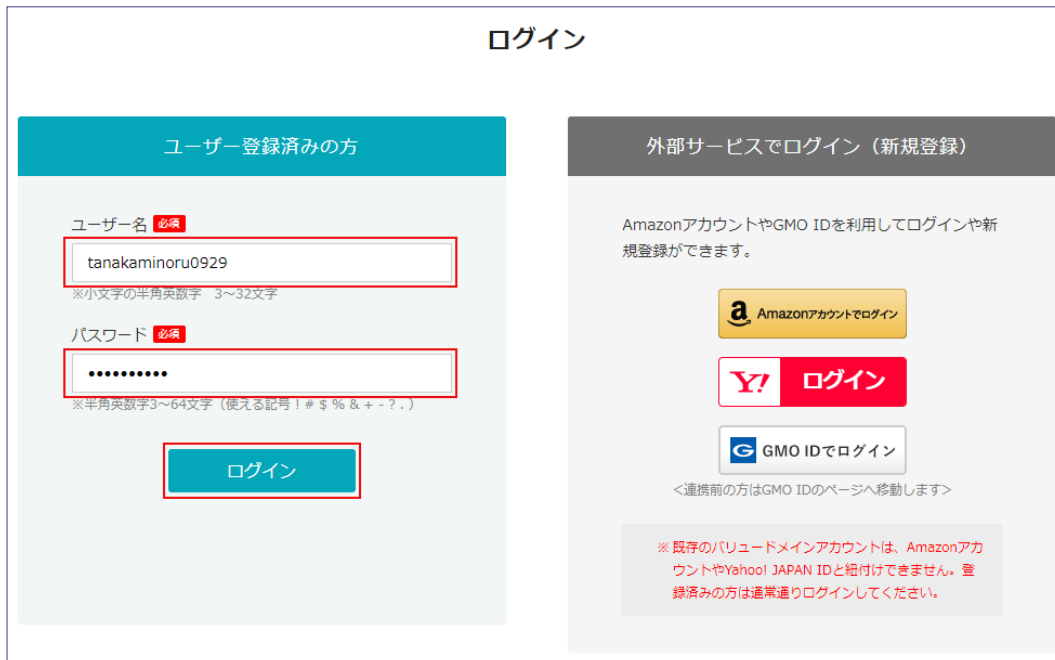 ログイン
ユーザー登録済みの方
ユーザー名 必須
tanakaminoru0929
※小文字の半角英数字　3～32文字
パスワード 必須
••••••••••
※半角英数字3～64文字（使える記号！# $ % & + - ? . ）
ログイン
外部サービスでログイン（新規登録）
AmazonアカウントやGMO IDを利用してログインや新
規登録ができます。
a Amazonアカウントでログイン
Y! ログイン
G GMO IDでログイン
＜連携前の方はGMO IDのページへ移動します＞
※ 既存のバリュードメインアカウントは、Amazonアカ
ウントやYahoo! JAPAN IDと紐付けできません。登
録済みの方は通常通りログインしてください。